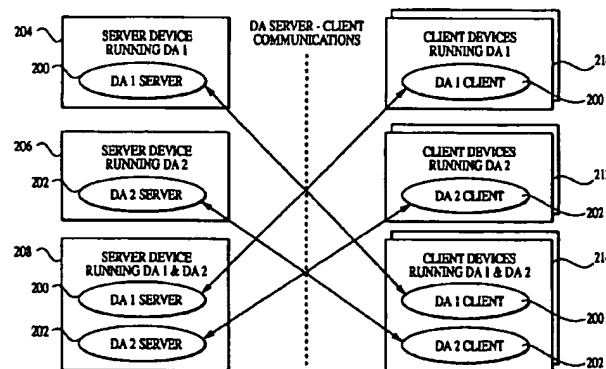 204
SERVER DEVICE
RUNNING DA 1
200
DA 1 SERVER
DA SERVER - CLIENT
COMMUNICATIONS
CLIENT DEVICES
RUNNING DA 1
DA 1 CLIENT
200
206
SERVER DEVICE
RUNNING DA 2
202
DA 2 SERVER
CLIENT DEVICES
RUNNING DA 2
DA 2 CLIENT
202
208
SERVER DEVICE
RUNNING DA 1 & DA 2
200
DA 1 SERVER
202
DA 2 SERVER
CLIENT DEVICES
RUNNING DA 1 & DA 2
DA 1 CLIENT
200
DA 2 CLIENT
202